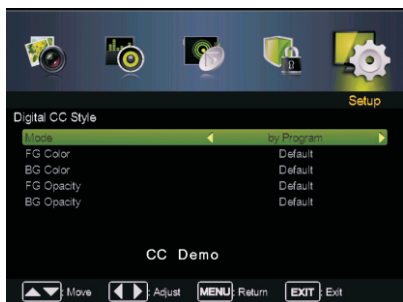 Setup
Digital CC Style
Mode by Program
FG Color Default
BG Color Default
FG Opacity Default
BG Opacity Default
CC Demo
: Move : Adjust MENU : Return EXIT : Exit